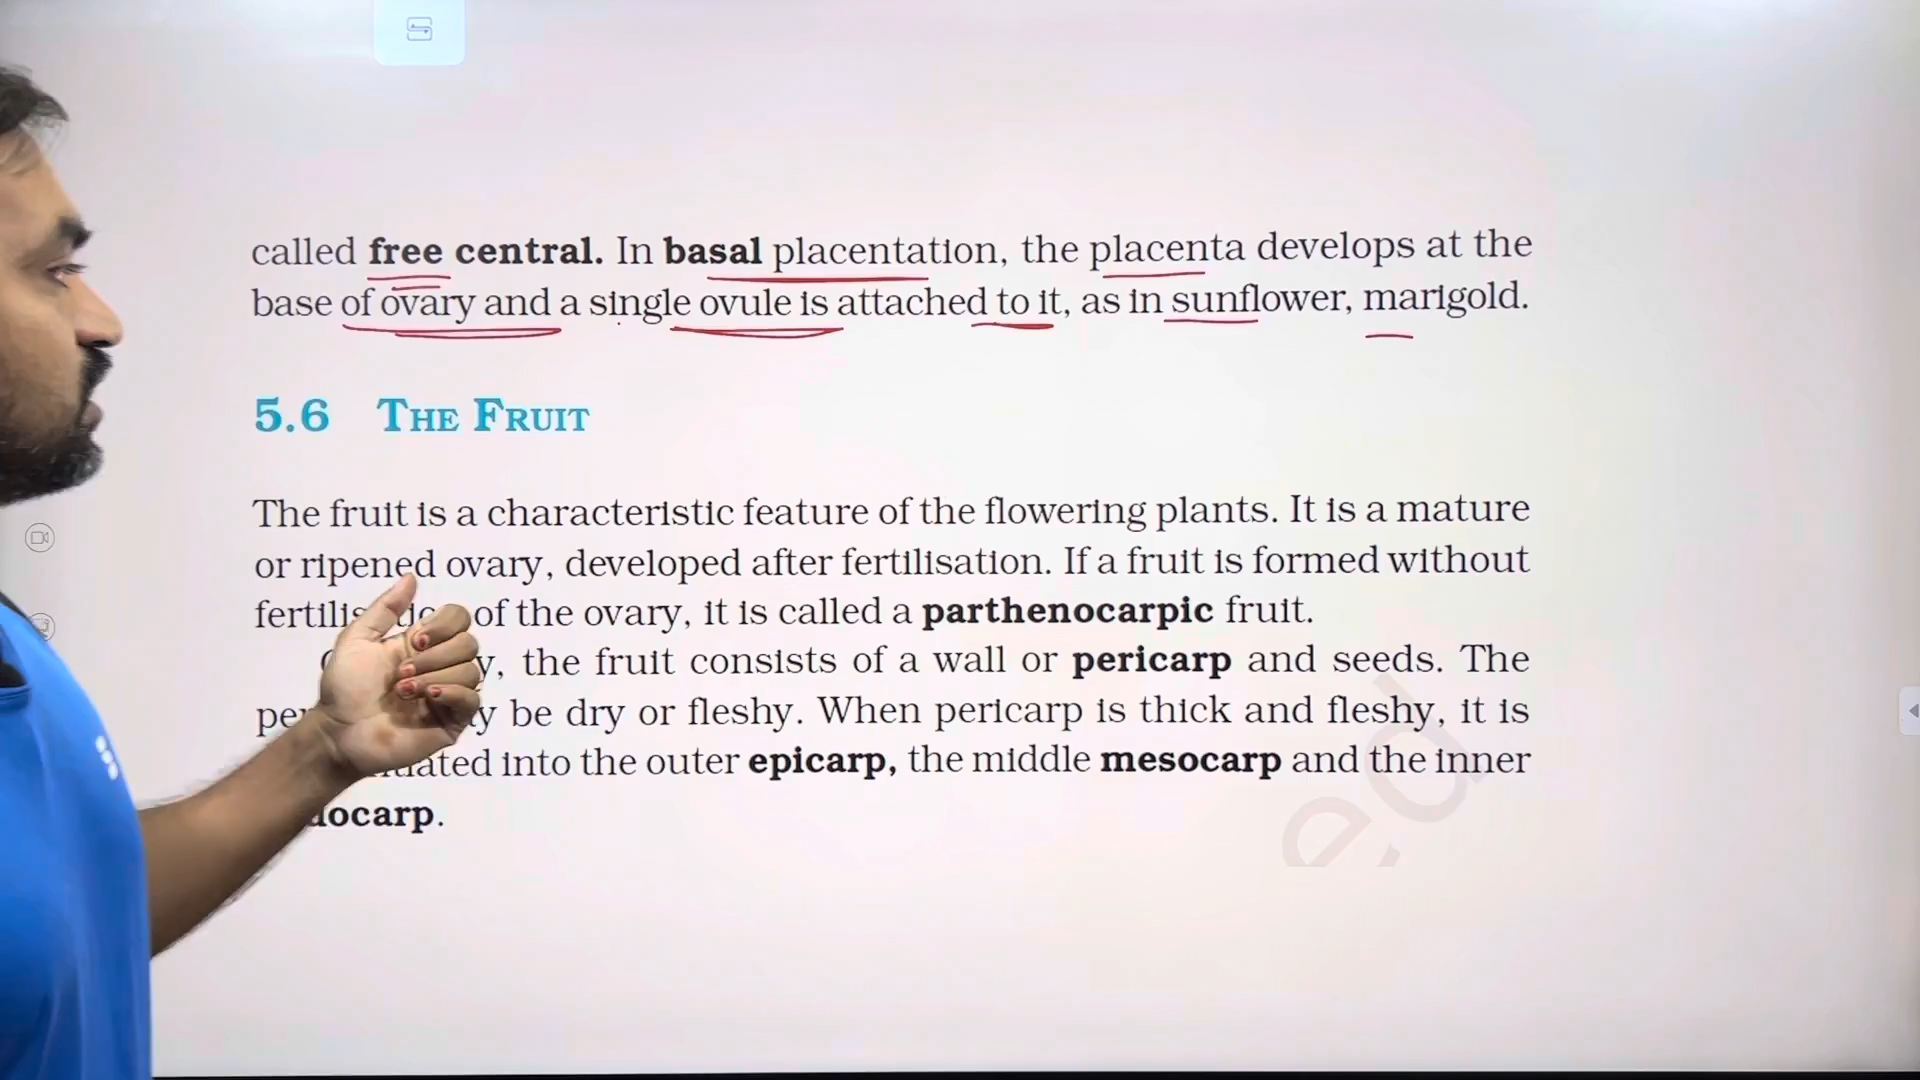 called free central. In basal placentation, the placenta develops at the
base of ovary and a single ovule is attached to it, as in sunflower, marigold.
5.6 THE FRUIT
The fruit is a characteristic feature of the flowering plants. It is a mature
or ripened ovary, developed after fertilisation. If a fruit is formed without
of the ovary, it is called a parthenocarpic fruit.
the fruit consists of a wall or pericarp and seeds. The
be dry or fleshy. When pericarp is thick and fleshy, it is
into the outer epicarp, the middle mesocarp and the inner
ed